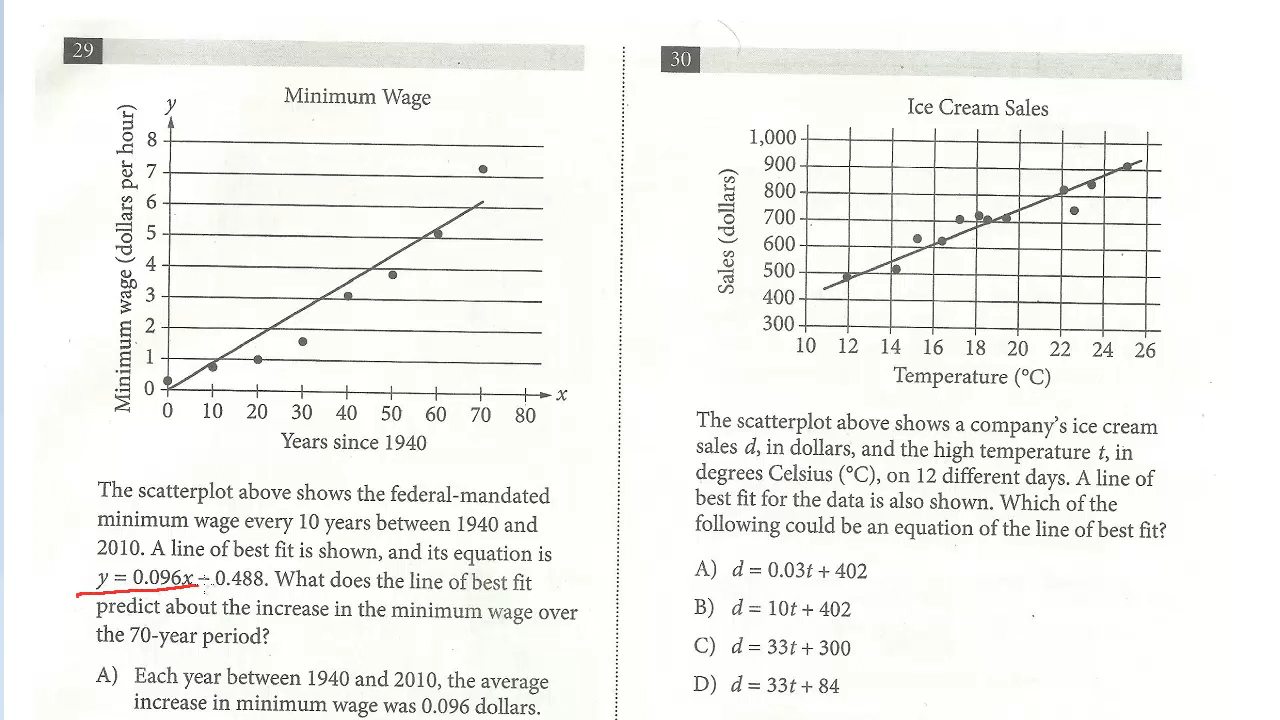 29
Minimum Wage
y
Minimum wage (dollars per hour)
8
7
6
5
4
3
2
1
0
0 10 20 30 40 50 60 70 80
x
Years since 1940
The scatterplot above shows the federal-mandated
minimum wage every 10 years between 1940 and
2010. A line of best fit is shown, and its equation is
y = 0.096x − 0.488. What does the line of best fit
predict about the increase in the minimum wage over
the 70-year period?
A) Each year between 1940 and 2010, the average
increase in minimum wage was 0.096 dollars.
30
Ice Cream Sales
Sales (dollars)
1,000
900
800
700
600
500
400
300
10 12 14 16 18 20 22 24 26
Temperature (°C)
The scatterplot above shows a company's ice cream
sales d, in dollars, and the high temperature t, in
degrees Celsius (°C), on 12 different days. A line of
best fit for the data is also shown. Which of the
following could be an equation of the line of best fit?
A) d = 0.03t + 402
B) d = 10t + 402
C) d = 33t + 300
D) d = 33t + 84